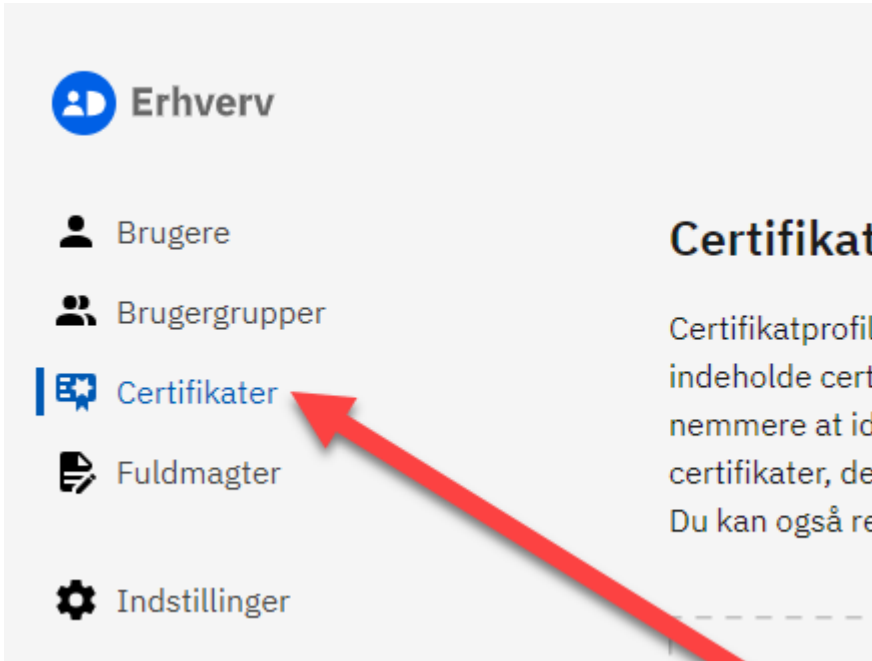 Erhverv
Brugere
Brugergrupper
Certifikater
Fuldmagter
Indstillinger
Certifikat
Certifikatprofil
indeholde cert
nemmere at id
certifikater, de
Du kan også re